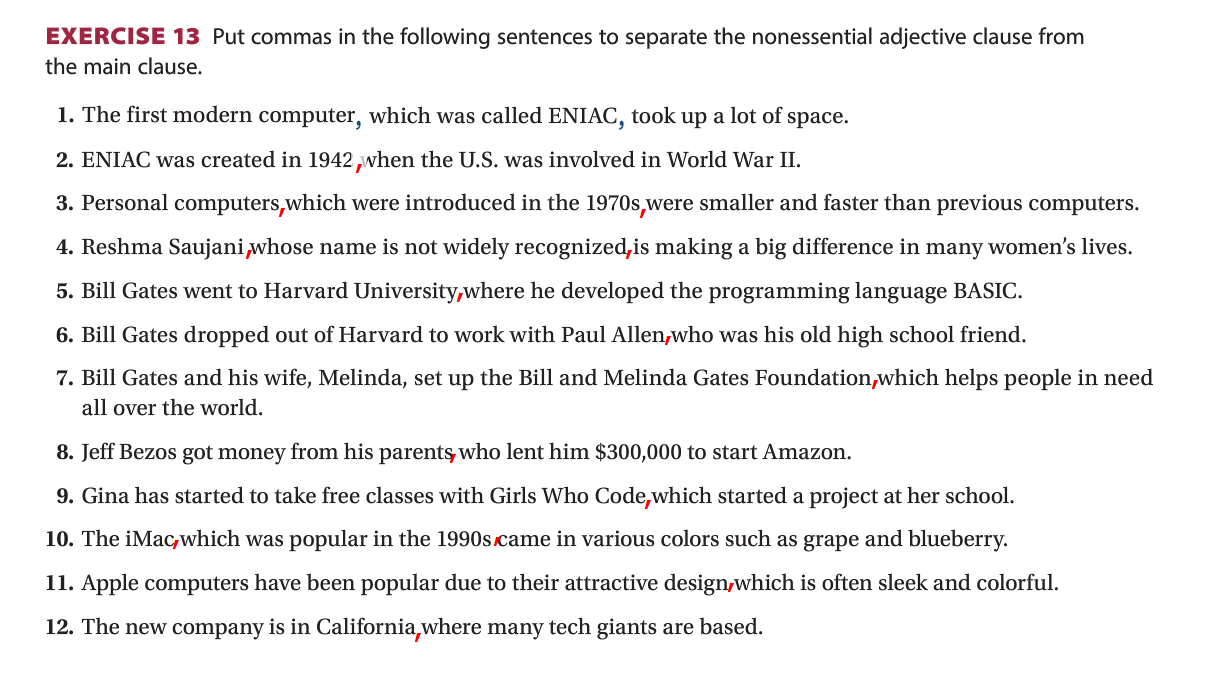 EXERCISE 13 Put commas in the following sentences to separate the nonessential adjective clause from
the main clause.
1. The first modern computer, which was called ENIAC, took up a lot of space.
2. ENIAC was created in 1942, when the U.S. was involved in World War II.
3. Personal computers, which were introduced in the 1970s, were smaller and faster than previous computers.
4. Reshma Saujani, whose name is not widely recognized, is making a big difference in many women’s lives.
5. Bill Gates went to Harvard University, where he developed the programming language BASIC.
6. Bill Gates dropped out of Harvard to work with Paul Allen, who was his old high school friend.
7. Bill Gates and his wife, Melinda, set up the Bill and Melinda Gates Foundation, which helps people in need
all over the world.
8. Jeff Bezos got money from his parents, who lent him $300,000 to start Amazon.
9. Gina has started to take free classes with Girls Who Code, which started a project at her school.
10. The iMac, which was popular in the 1990s, came in various colors such as grape and blueberry.
11. Apple computers have been popular due to their attractive design, which is often sleek and colorful.
12. The new company is in California, where many tech giants are based.